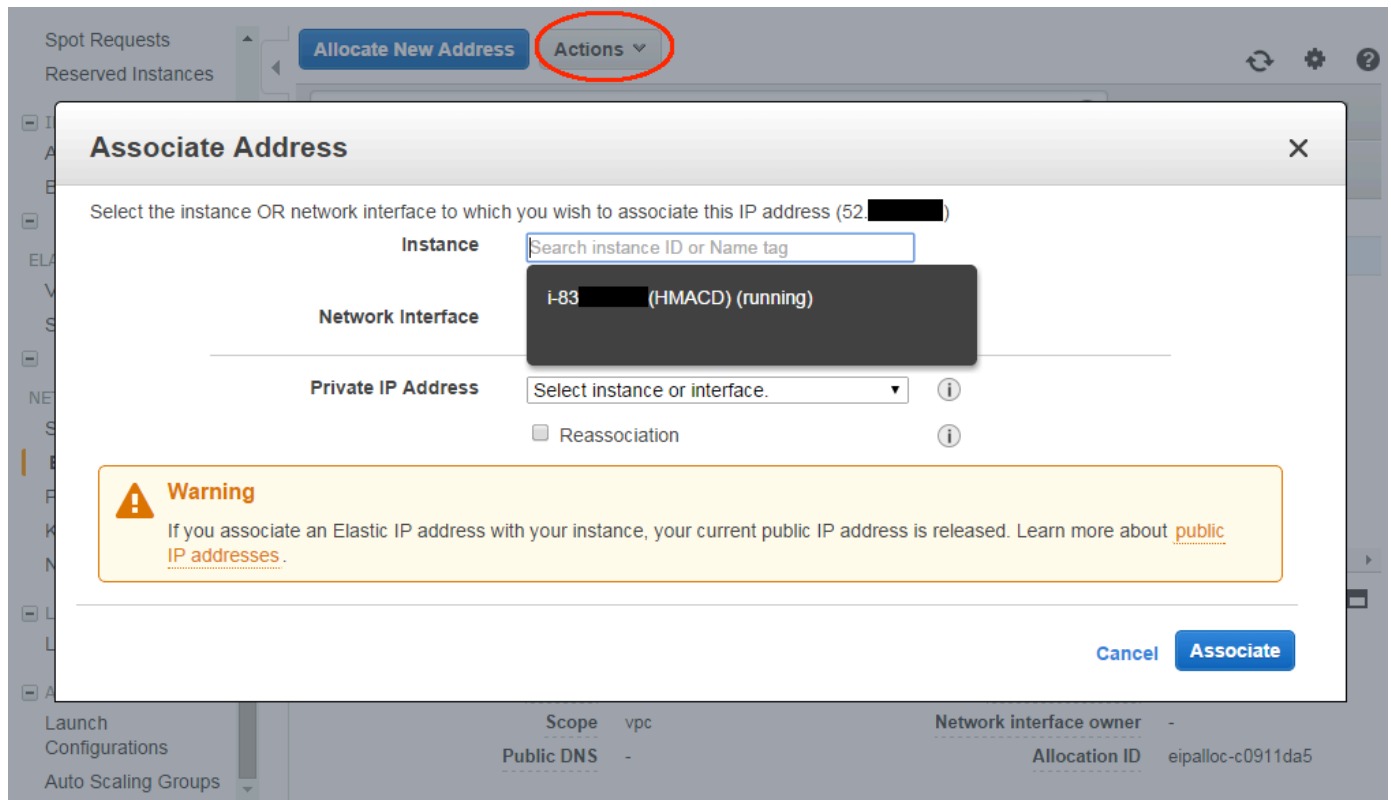 Spot Requests
Reserved Instances
Allocate New Address
Actions
Associate Address
Select the instance OR network interface to which you wish to associate this IP address (52. )
Instance
Search instance ID or Name tag
i-83 (HMACD) (running)
Network Interface
Private IP Address
Select instance or interface.
Reassociation
Warning
If you associate an Elastic IP address with your instance, your current public IP address is released. Learn more about public
IP addresses.
Cancel
Associate
ELA
NET
Launch
Configurations
Auto Scaling Groups
Scope vpc
Network interface owner -
Public DNS -
Allocation ID eipalloc-c0911da5